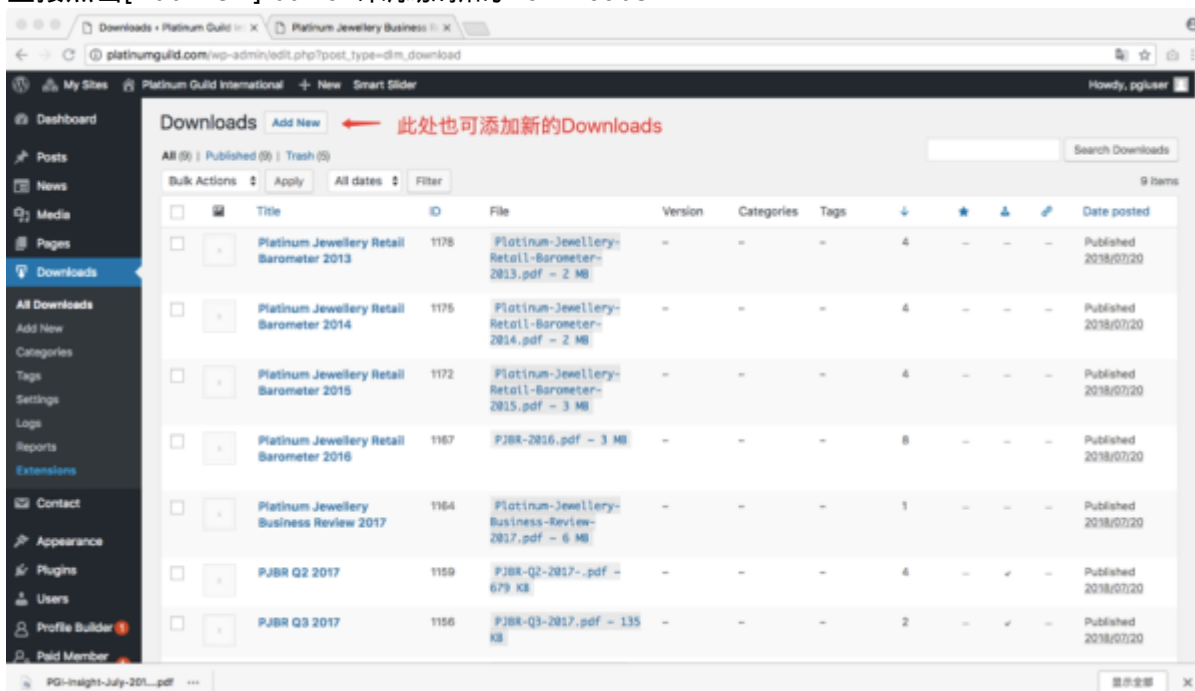 Downloads ‹ Platinum Guild In
Platinum Jewellery Business R
platinumguild.com/wp-admin/edit.php?post_type=dlm_download
My Sites Platinum Guild International + New Smart Slider Howdy, pgiuser
Dashboard
Posts
News
Media
Pages
Downloads
All Downloads
Add New
Categories
Tags
Settings
Logs
Reports
Extensions
Contact
Appearance
Plugins
Users
Profile Builder 1
Paid Member
Downloads Add New 此处也可添加新的Downloads
All (9) | Published (9) | Trash (5)
Search Downloads
Bulk Actions Apply All dates Filter 9 items
Title ID File Version Categories Tags Date posted
Platinum Jewellery Retail 1178 Platinum-Jewellery- – – – 4 – – – Published
Barometer 2013 Retail-Barometer- 2018/07/20
2013.pdf – 2 MB
Platinum Jewellery Retail 1175 Platinum-Jewellery- – – – 4 – – – Published
Barometer 2014 Retail-Barometer- 2018/07/20
2014.pdf – 2 MB
Platinum Jewellery Retail 1172 Platinum-Jewellery- – – – 4 – – – Published
Barometer 2015 Retail-Barometer- 2018/07/20
2015.pdf – 3 MB
Platinum Jewellery Retail 1167 PJBR-2016.pdf – 3 MB – – – 8 – – – Published
Barometer 2016 2018/07/20
Platinum Jewellery 1164 Platinum-Jewellery- – – – 1 – – – Published
Business Review 2017 Business-Review- 2018/07/20
2017.pdf – 6 MB
PJBR Q2 2017 1159 PJBR-Q2-2017-.pdf – – – – 4 – ✓ – Published
679 KB 2018/07/20
PJBR Q3 2017 1156 PJBR-Q3-2017.pdf – 135 – – – 2 – ✓ – Published
KB 2018/07/20
PGI-Insight-July-201....pdf 显示全部